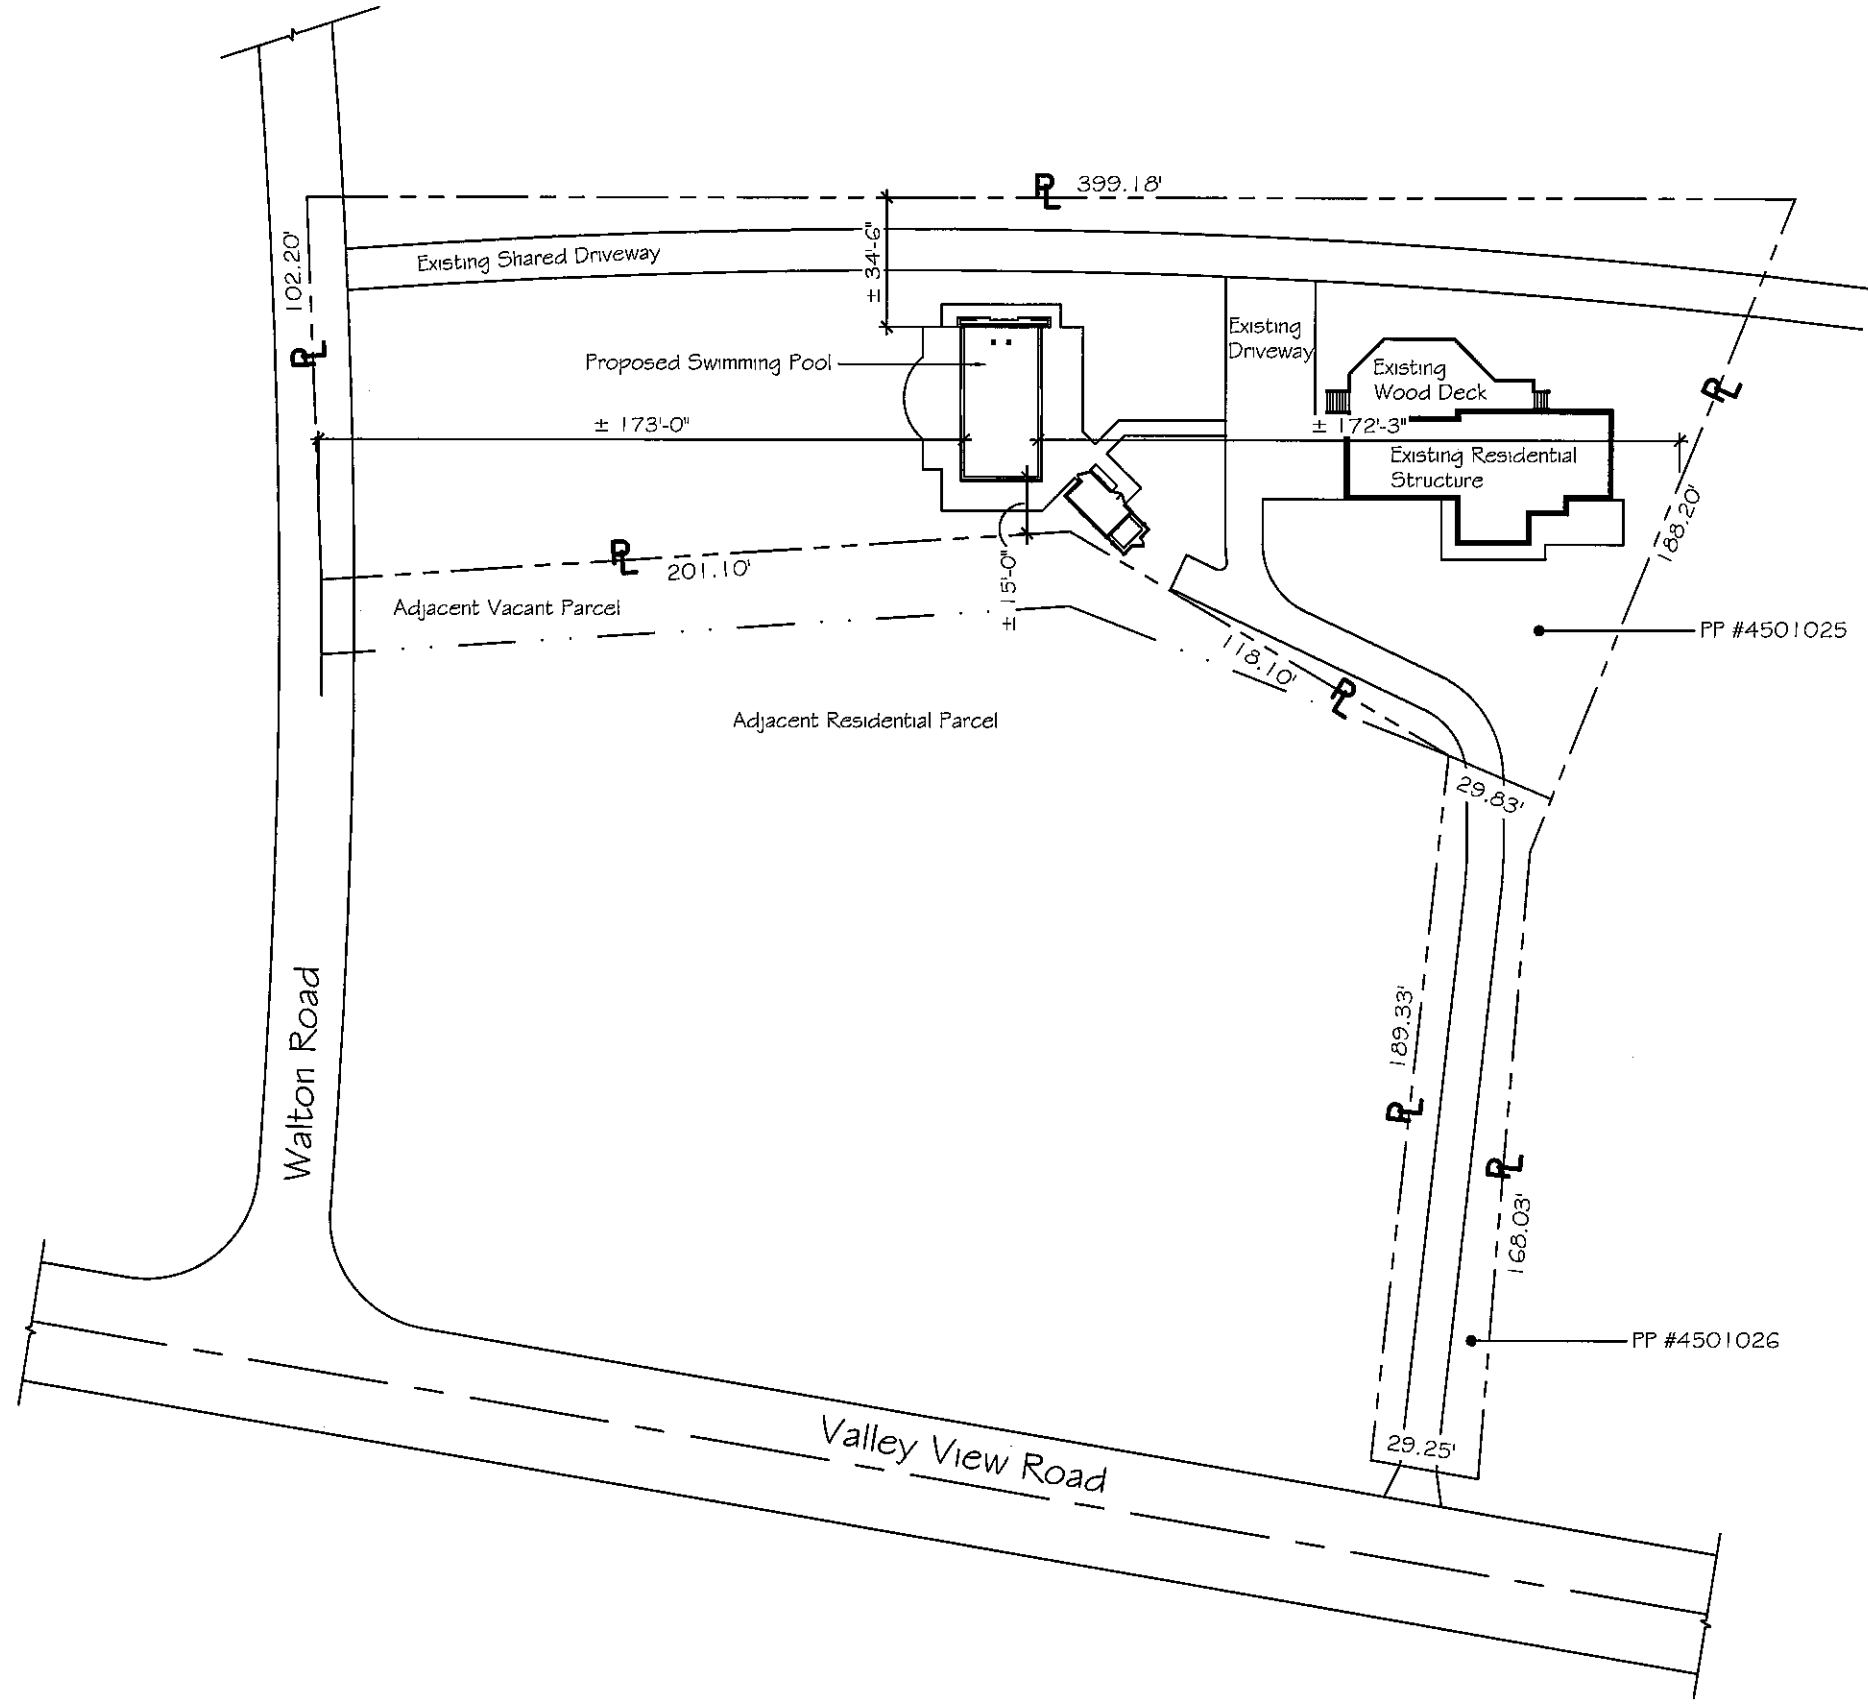 PL 399.18'
102.20'
± 34'-6"
Existing Shared Driveway
PL
Proposed Swimming Pool
Existing
Driveway
Existing
Wood Deck
PL
± 173'-0"
± 172'-3"
Existing Residential
Structure
188.20'
PL
201.10'
± 15'-0"
Adjacent Vacant Parcel
PP #4501025
118.10'
PL
Adjacent Residential Parcel
29.83'
189.33'
Walton Road
PL
PL
168.03'
PP #4501026
Valley View Road
29.25'